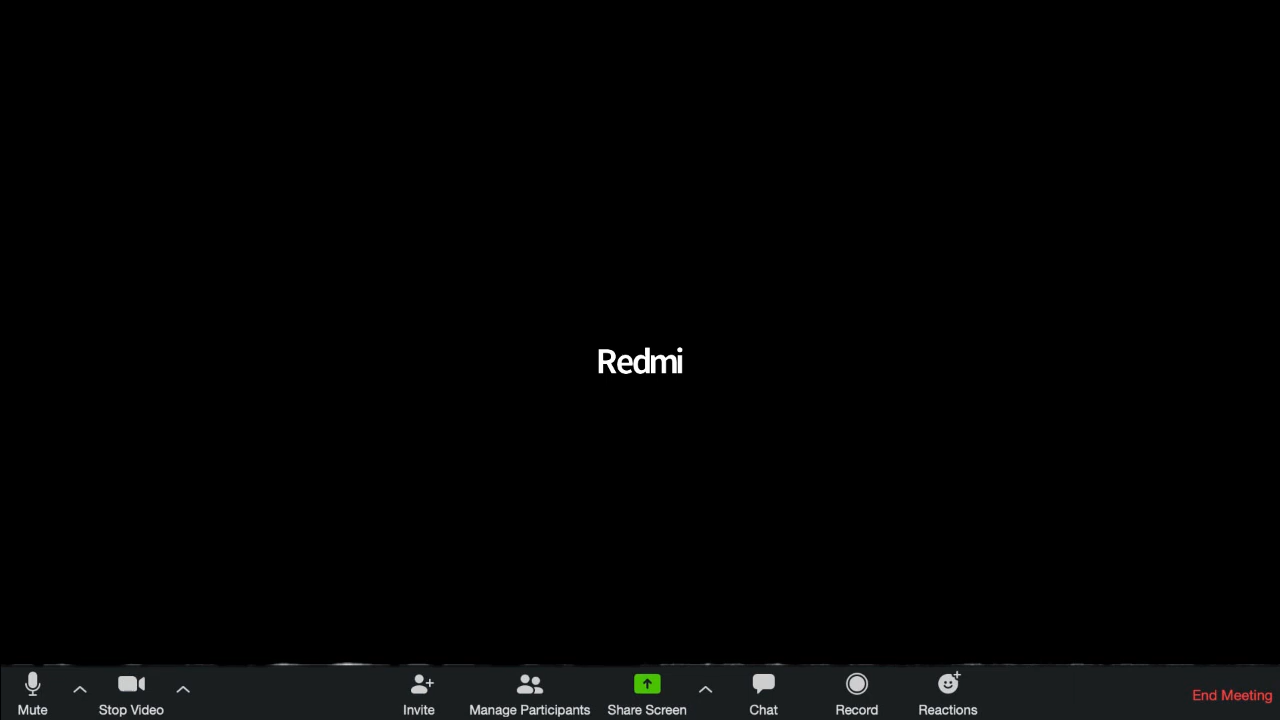 Redmi
Mute
Stop Video
Invite
Manage Participants
Share Screen
Chat
Record
Reactions
End Meeting